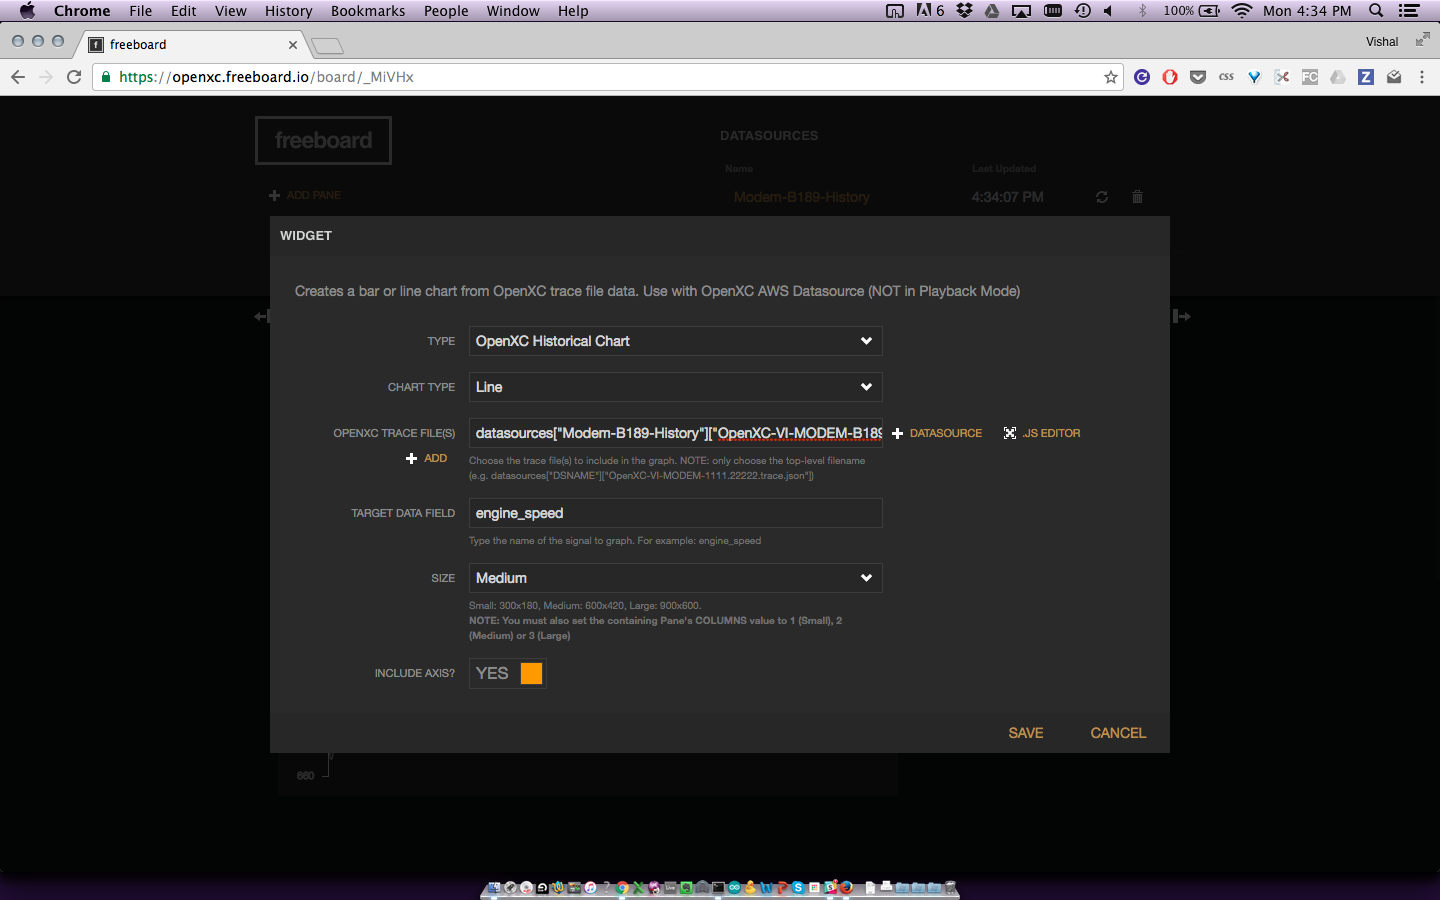 Chrome File Edit View History Bookmarks People Window Help 6 100% Mon 4:34 PM
freeboard Vishal
https://openxc.freeboard.io/board/_MiVHx css FC Z
freeboard DATASOURCES
Name Last Updated
ADD PANE Modem-B189-History 4:34:07 PM
WIDGET
Creates a bar or line chart from OpenXC trace file data. Use with OpenXC AWS Datasource (NOT in Playback Mode)
TYPE OpenXC Historical Chart
CHART TYPE Line
OPENXC TRACE FILE(S) datasources["Modem-B189-History"]["OpenXC-VI-MODEM-B189 DATASOURCE .JS EDITOR
ADD Choose the trace file(s) to include in the graph. NOTE: only choose the top-level filename
(e.g. datasources["DSNAME"]["OpenXC-VI-MODEM-1111.22222.trace.json"])
TARGET DATA FIELD engine_speed
Type the name of the signal to graph. For example: engine_speed
SIZE Medium
Small: 300x180, Medium: 600x420, Large: 900x600.
NOTE: You must also set the containing Pane's COLUMNS value to 1 (Small), 2
(Medium) or 3 (Large)
INCLUDE AXIS? YES
SAVE CANCEL
660